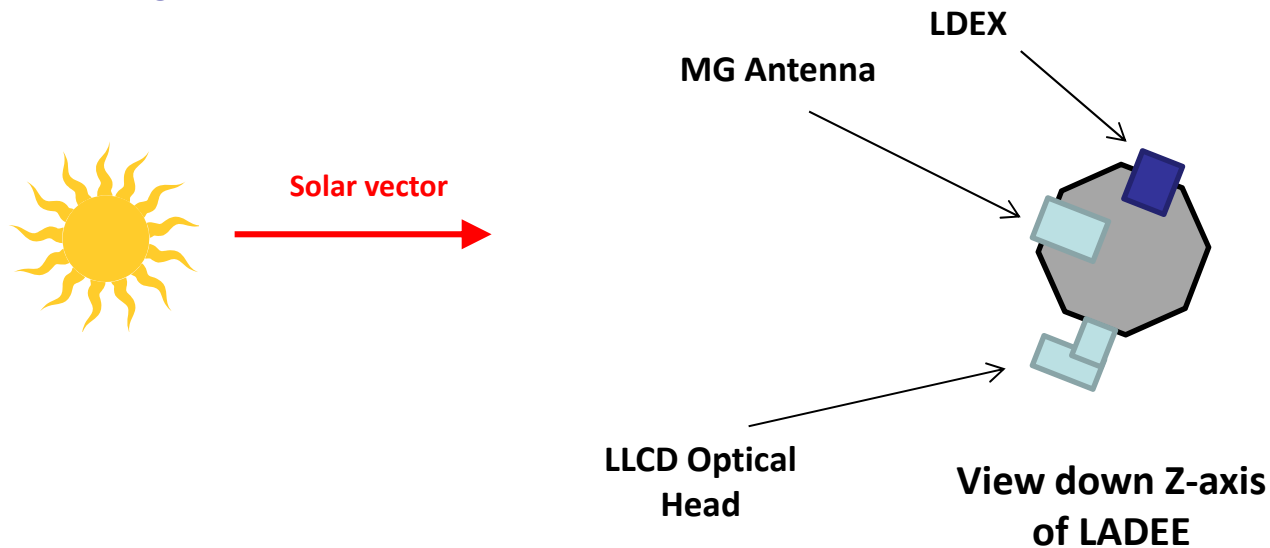 LDEX
MG Antenna
Solar vector
LLCD Optical
Head
View down Z-axis
of LADEE